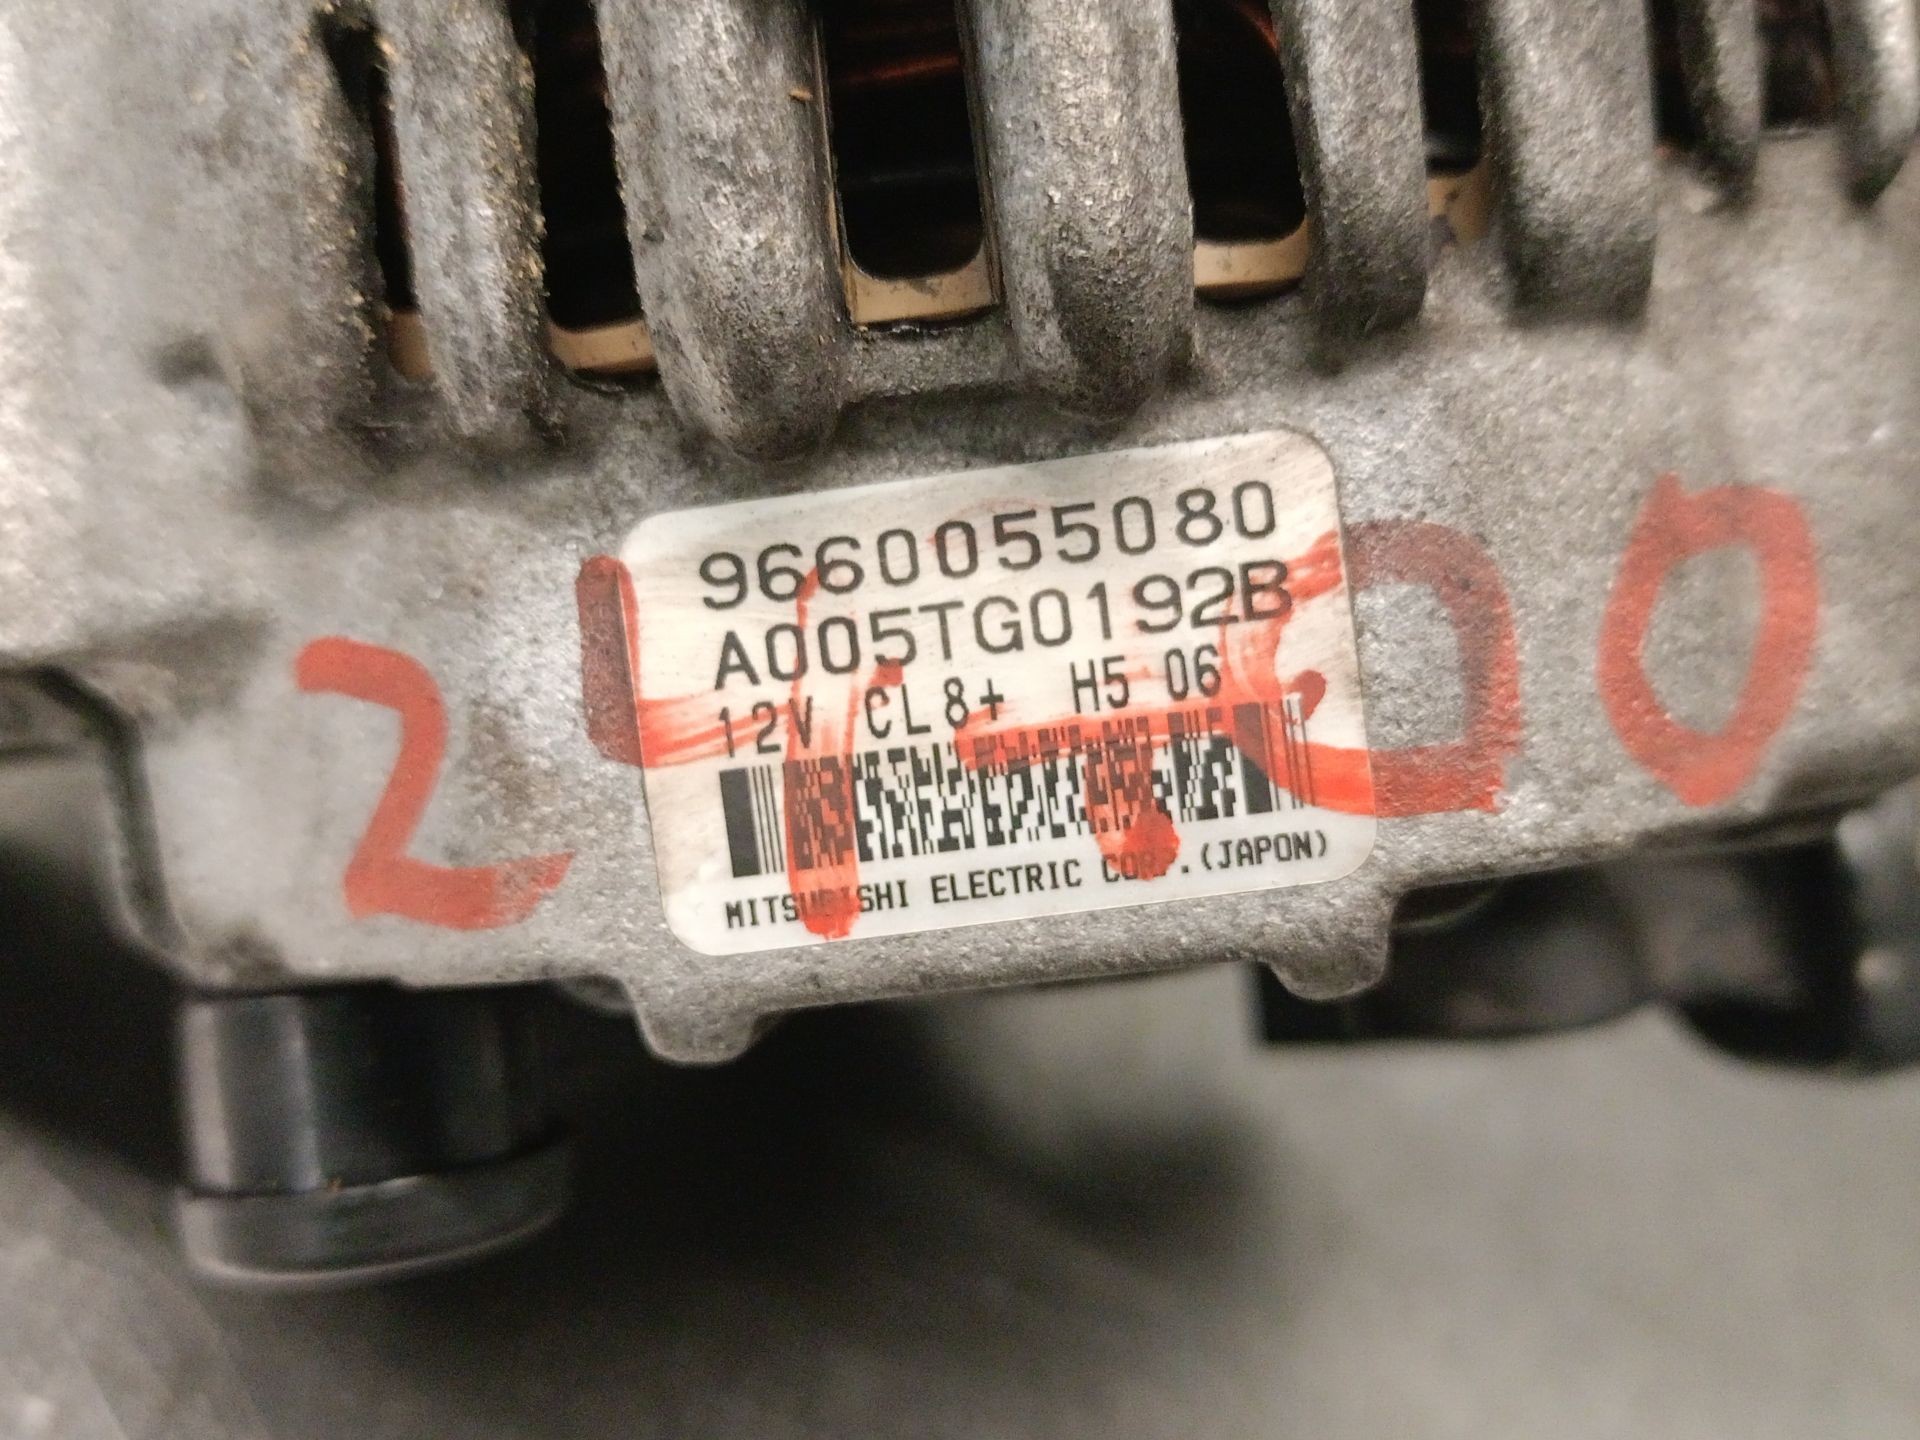 9660055080
A005TG0192B
12V CL8+ H5 06
MITSUBISHI ELECTRIC CORP.(JAPON)